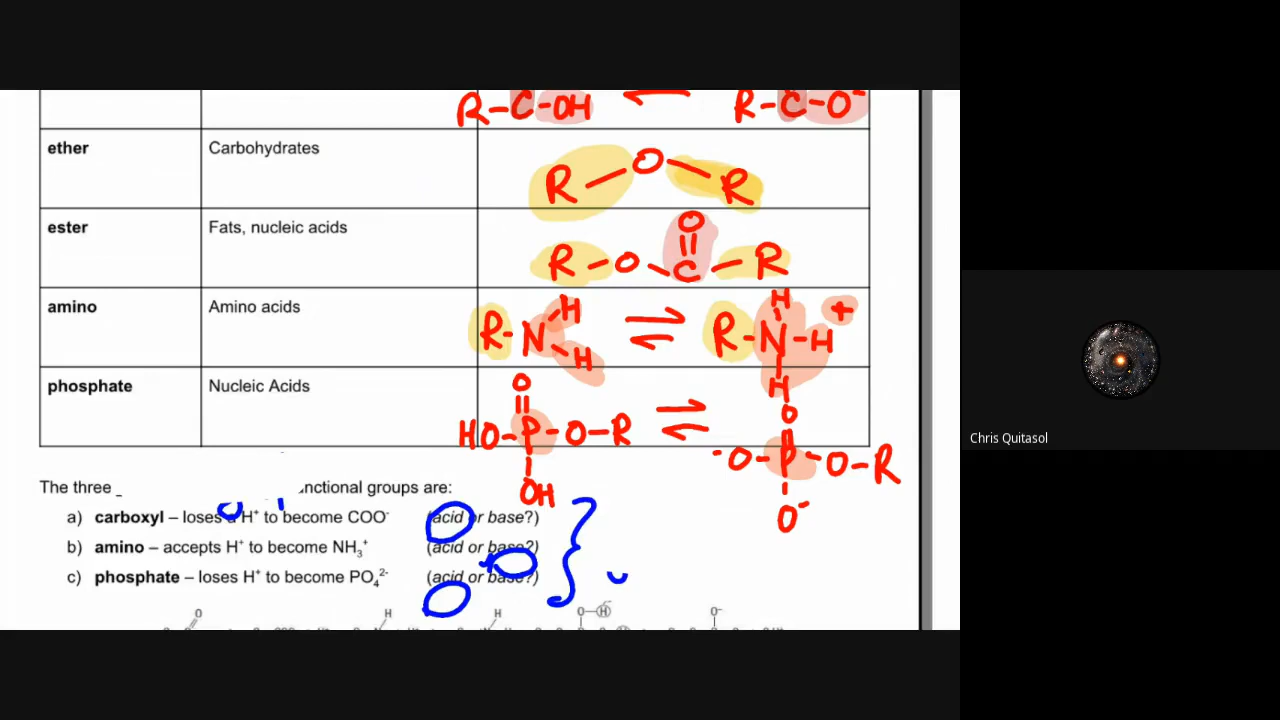 R-C-OH ⇌ R-C-O⁻
ether Carbohydrates
R-O-R
ester Fats, nucleic acids
O
R-O-C-R
amino Amino acids
H H +
R-N ⇌ R-N-H
H H
phosphate Nucleic Acids
O O
HO-P-O-R ⇌ ⁻O-P-O-R
OH O⁻
The three _ nctional groups are:
a) carboxyl – loses a H⁺ to become COO⁻ (acid or base?)
b) amino – accepts H⁺ to become NH₃⁺ (acid or base?)
c) phosphate – loses H⁺ to become PO₄²⁻ (acid or base?)
O H H O-H O⁻
Chris Quitasol